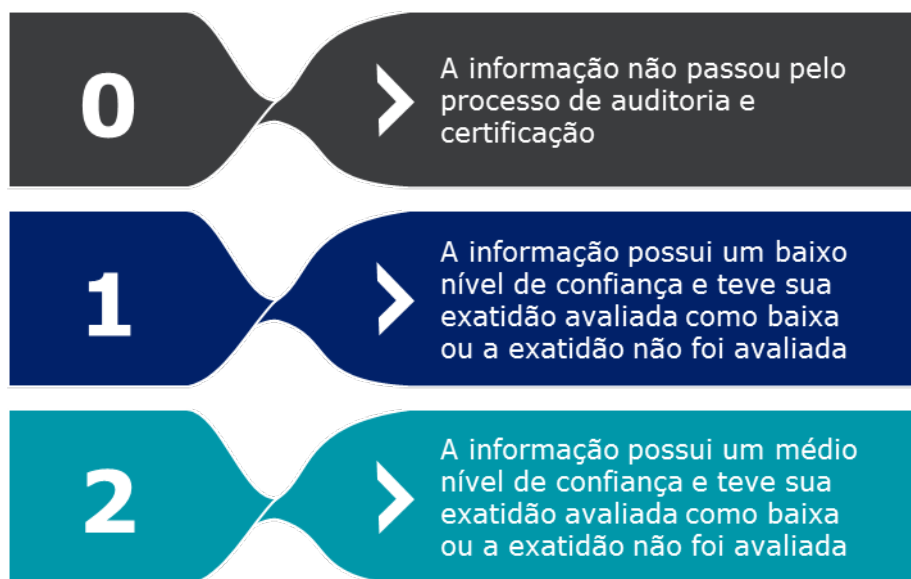 0
A informação não passou pelo
processo de auditoria e
certificação
1
A informação possui um baixo
nível de confiança e teve sua
exatidão avaliada como baixa
ou a exatidão não foi avaliada
2
A informação possui um médio
nível de confiança e teve sua
exatidão avaliada como baixa
ou a exatidão não foi avaliada